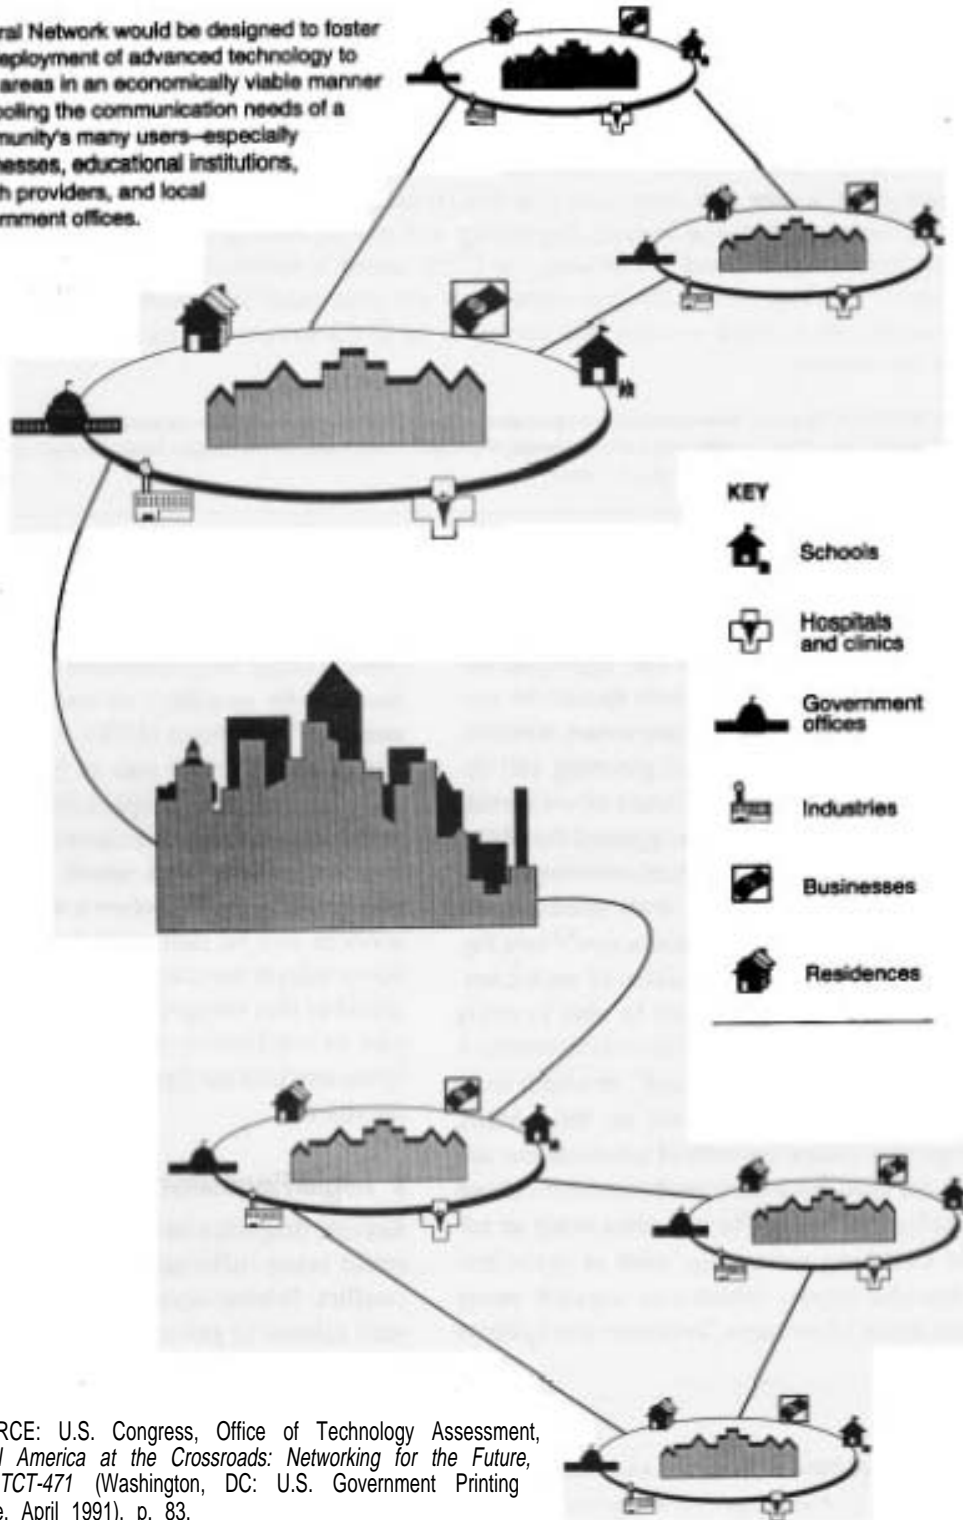 ral Network would be designed to foster
eployment of advanced technology to
areas in an economically viable manner
ooling the communication needs of a
munity's many users—especially
nesses, educational institutions,
h providers, and local
rnment offices.
KEY
Schools
Hospitals
and clinics
Government
offices
Industries
Businesses
Residences
RCE: U.S. Congress, Office of Technology Assessment,
l America at the Crossroads: Networking for the Future,
TCT-471 (Washington, DC: U.S. Government Printing
e, April 1991), p. 83.